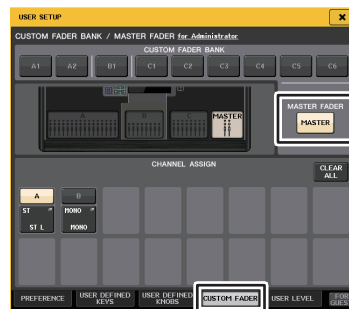 USER SETUP
CUSTOM FADER BANK / MASTER FADER for Administrator
CUSTOM FADER BANK
A1 A2 B1 C1 C2 C3 C4 C5 C6
MASTER FADER
MASTER
A B C MASTER
CHANNEL ASSIGN
CLEAR ALL
A B
ST MONO
ST L MONO
PREFERENCE USER DEFINED KEYS USER DEFINED KNOBS CUSTOM FADER USER LEVEL FOR GUEST